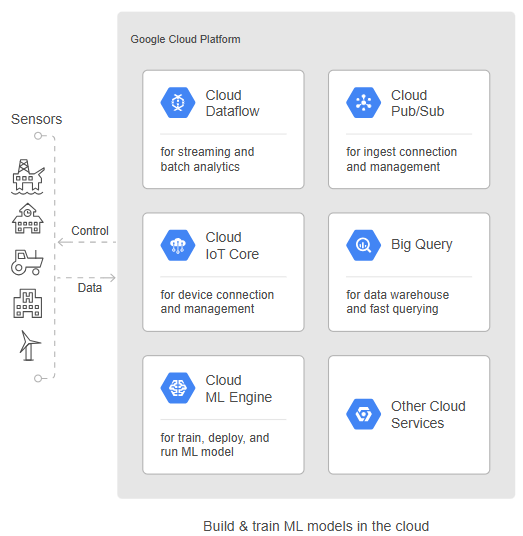 Google Cloud Platform
Sensors
Control
Data
Cloud
Dataflow
for streaming and
batch analytics
Cloud
Pub/Sub
for ingest connection
and management
Cloud
IoT Core
for device connection
and management
Big Query
for data warehouse
and fast querying
Cloud
ML Engine
for train, deploy, and
run ML model
Other Cloud
Services
Build & train ML models in the cloud